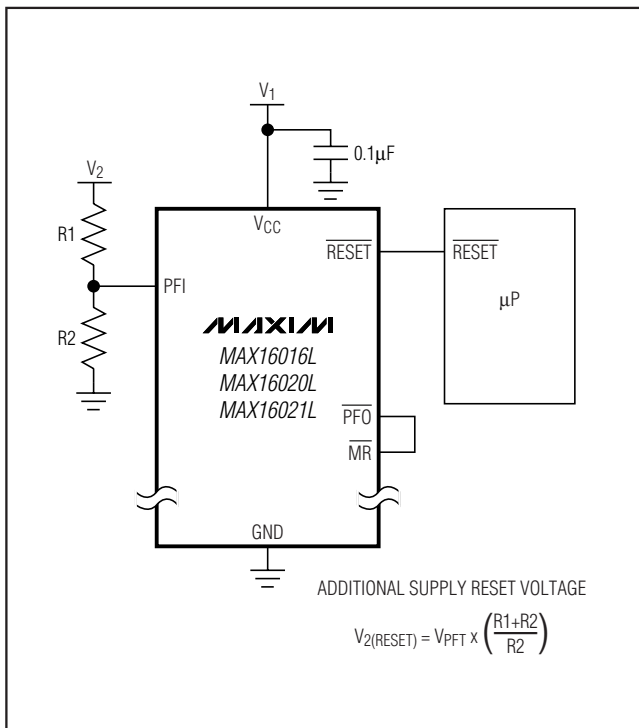 V1
0.1µF
V2
R1
VCC
RESET
RESET
PFI
µP
R2
MAXIM
MAX16016L
MAX16020L
MAX16021L
PFO
MR
GND
ADDITIONAL SUPPLY RESET VOLTAGE
V2(RESET) = VPFT x (R1+R2/R2)